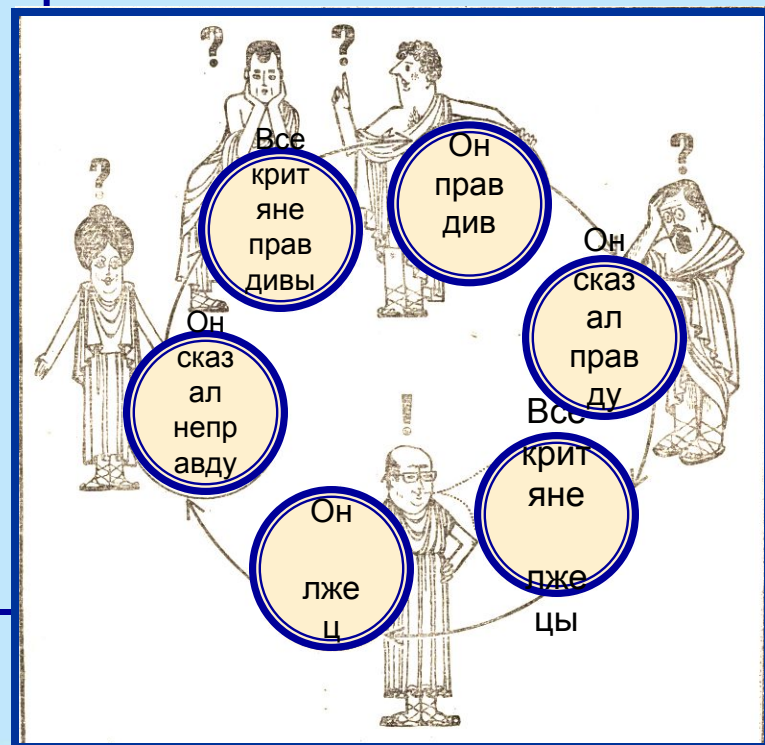 ?
?
?
?
Все
крит
яне
прав
дивы
Он
прав
див
Он
сказ
ал
прав
ду
Он
сказ
ал
непр
авду
Все
крит
яне
лже
цы
!
Он
лже
ц